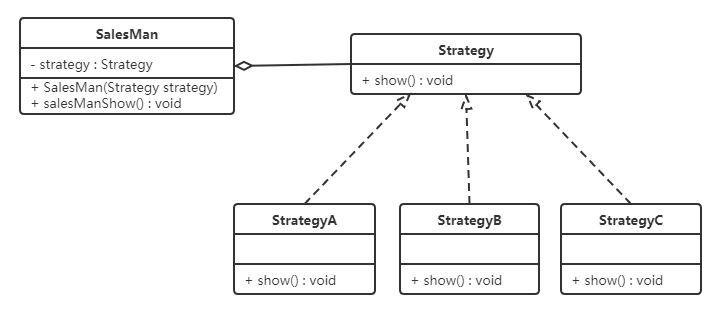 SalesMan
- strategy : Strategy
+ SalesMan(Strategy strategy)
+ salesManShow() : void
Strategy
+ show() : void
StrategyA
+ show() : void
StrategyB
+ show() : void
StrategyC
+ show() : void